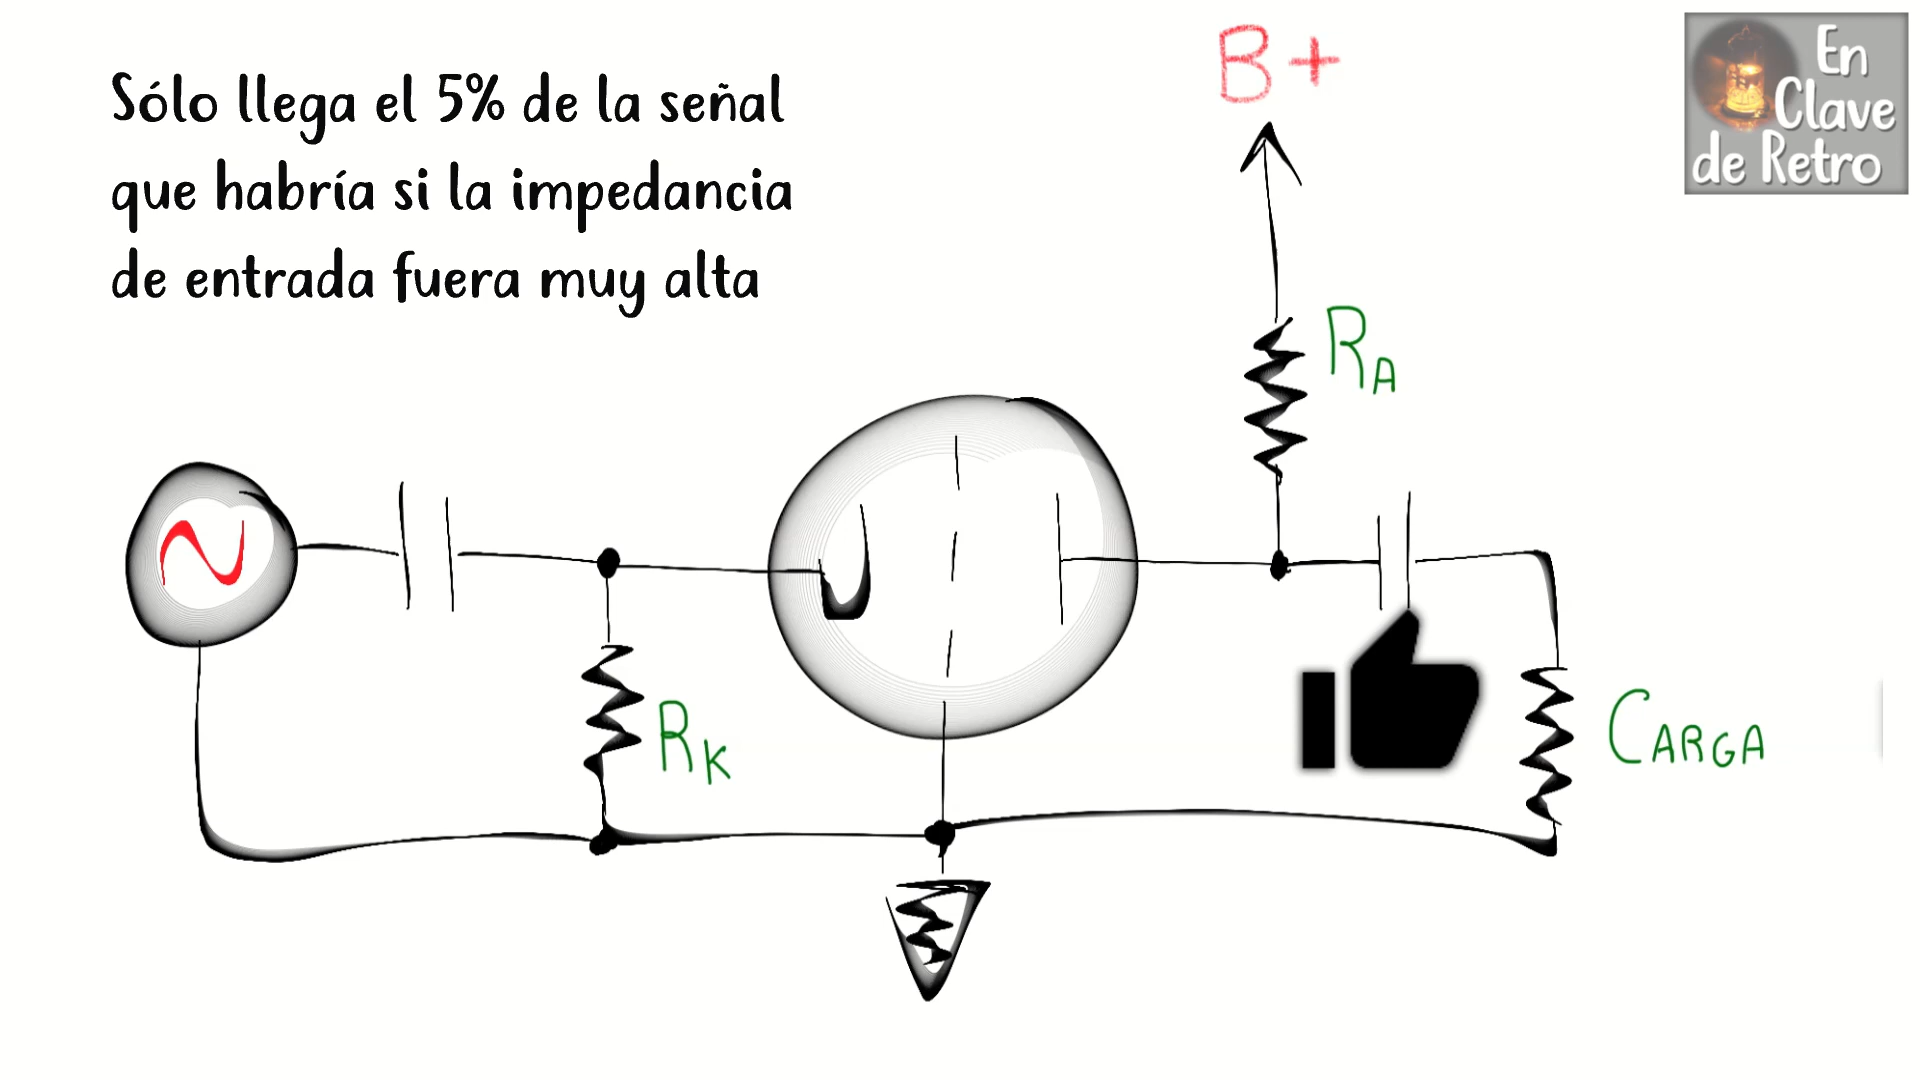 Sólo llega el 5% de la señal
que habría si la impedancia
de entrada fuera muy alta
B+
En
Clave
de Retro
RA
RK
CARGA